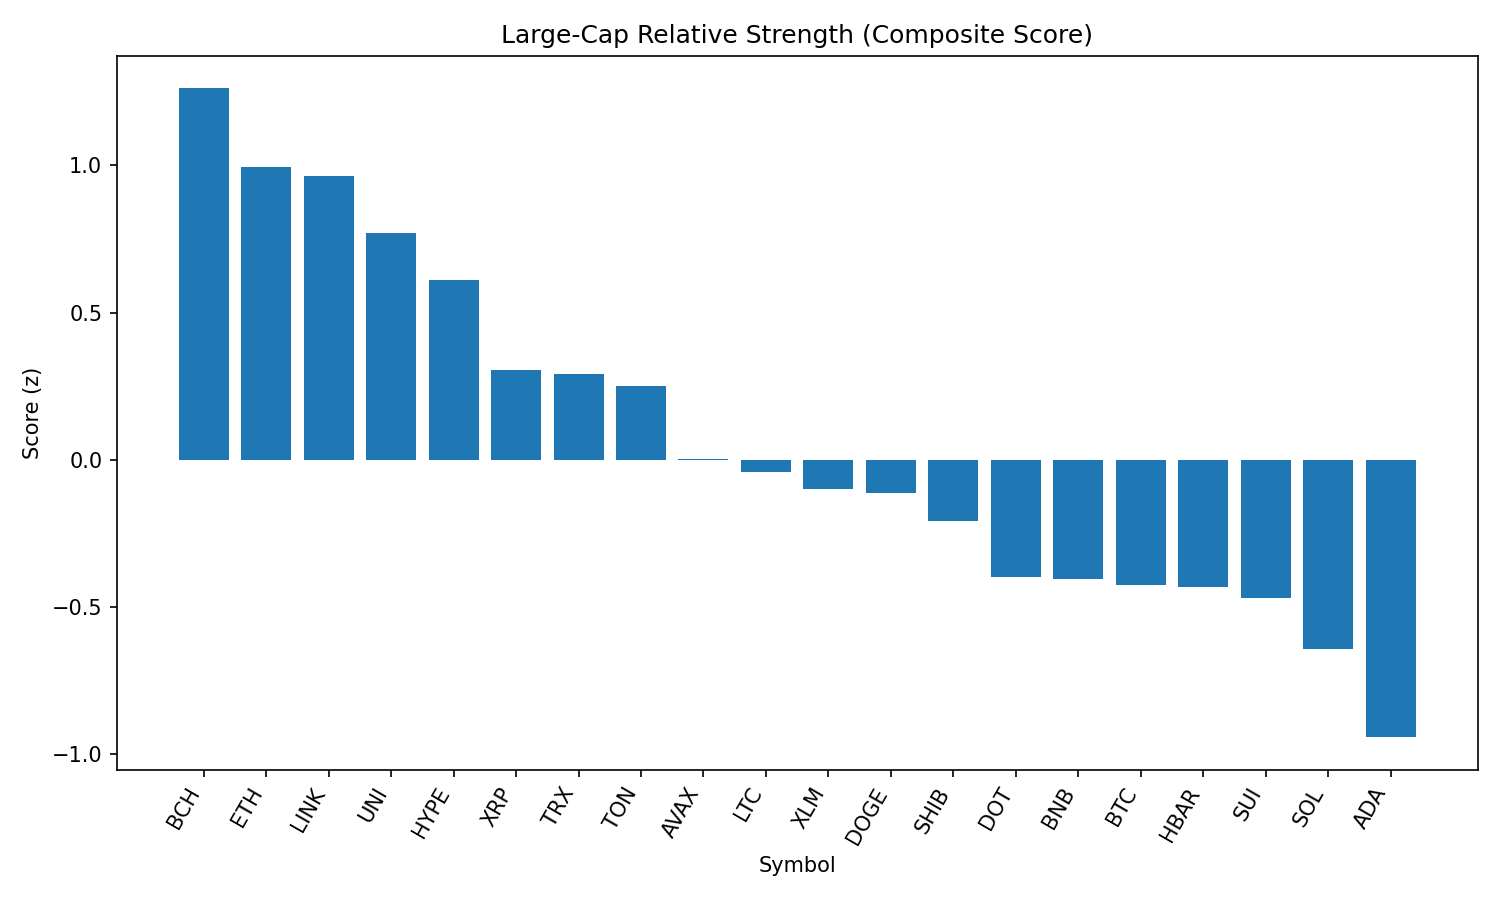 Large-Cap Relative Strength (Composite Score)
Score (z)
1.0
0.5
0.0
−0.5
−1.0
BCH
ETH
LINK
UNI
HYPE
XRP
TRX
TON
AVAX
LTC
XLM
DOGE
SHIB
DOT
BNB
BTC
HBAR
SUI
SOL
ADA
Symbol